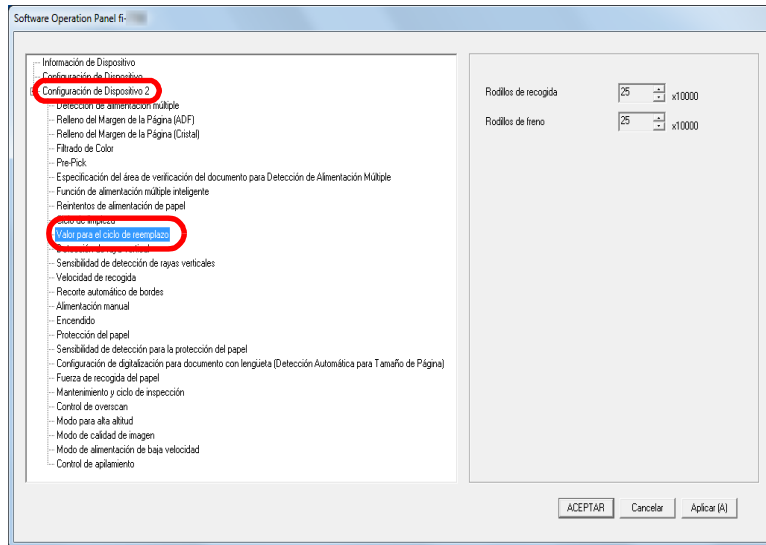 Software Operation Panel fi-
Información de Dispositivo
Configuración de Dispositivo
Configuración de Dispositivo 2
Detección de alimentación múltiple
Relleno del Margen de la Página (ADF)
Relleno del Margen de la Página (Cristal)
Filtrado de Color
Pre-Pick
Especificación del área de verificación del documento para Detección de Alimentación Múltiple
Función de alimentación múltiple inteligente
Reintentos de alimentación de papel
Ciclo de limpieza
Valor para el ciclo de reemplazo
Detección de raya vertical
Sensibilidad de detección de rayas verticales
Velocidad de recogida
Recorte automático de bordes
Alimentación manual
Encendido
Protección del papel
Sensibilidad de detección para la protección del papel
Configuración de digitalización para documento con lengüeta (Detección Automática para Tamaño de Página)
Fuerza de recogida del papel
Mantenimiento y ciclo de inspección
Control de overscan
Modo para alta altitud
Modo de calidad de imagen
Modo de alimentación de baja velocidad
Control de apilamiento
Rodillos de recogida 25 x10000
Rodillos de freno 25 x10000
ACEPTAR Cancelar Aplicar (A)